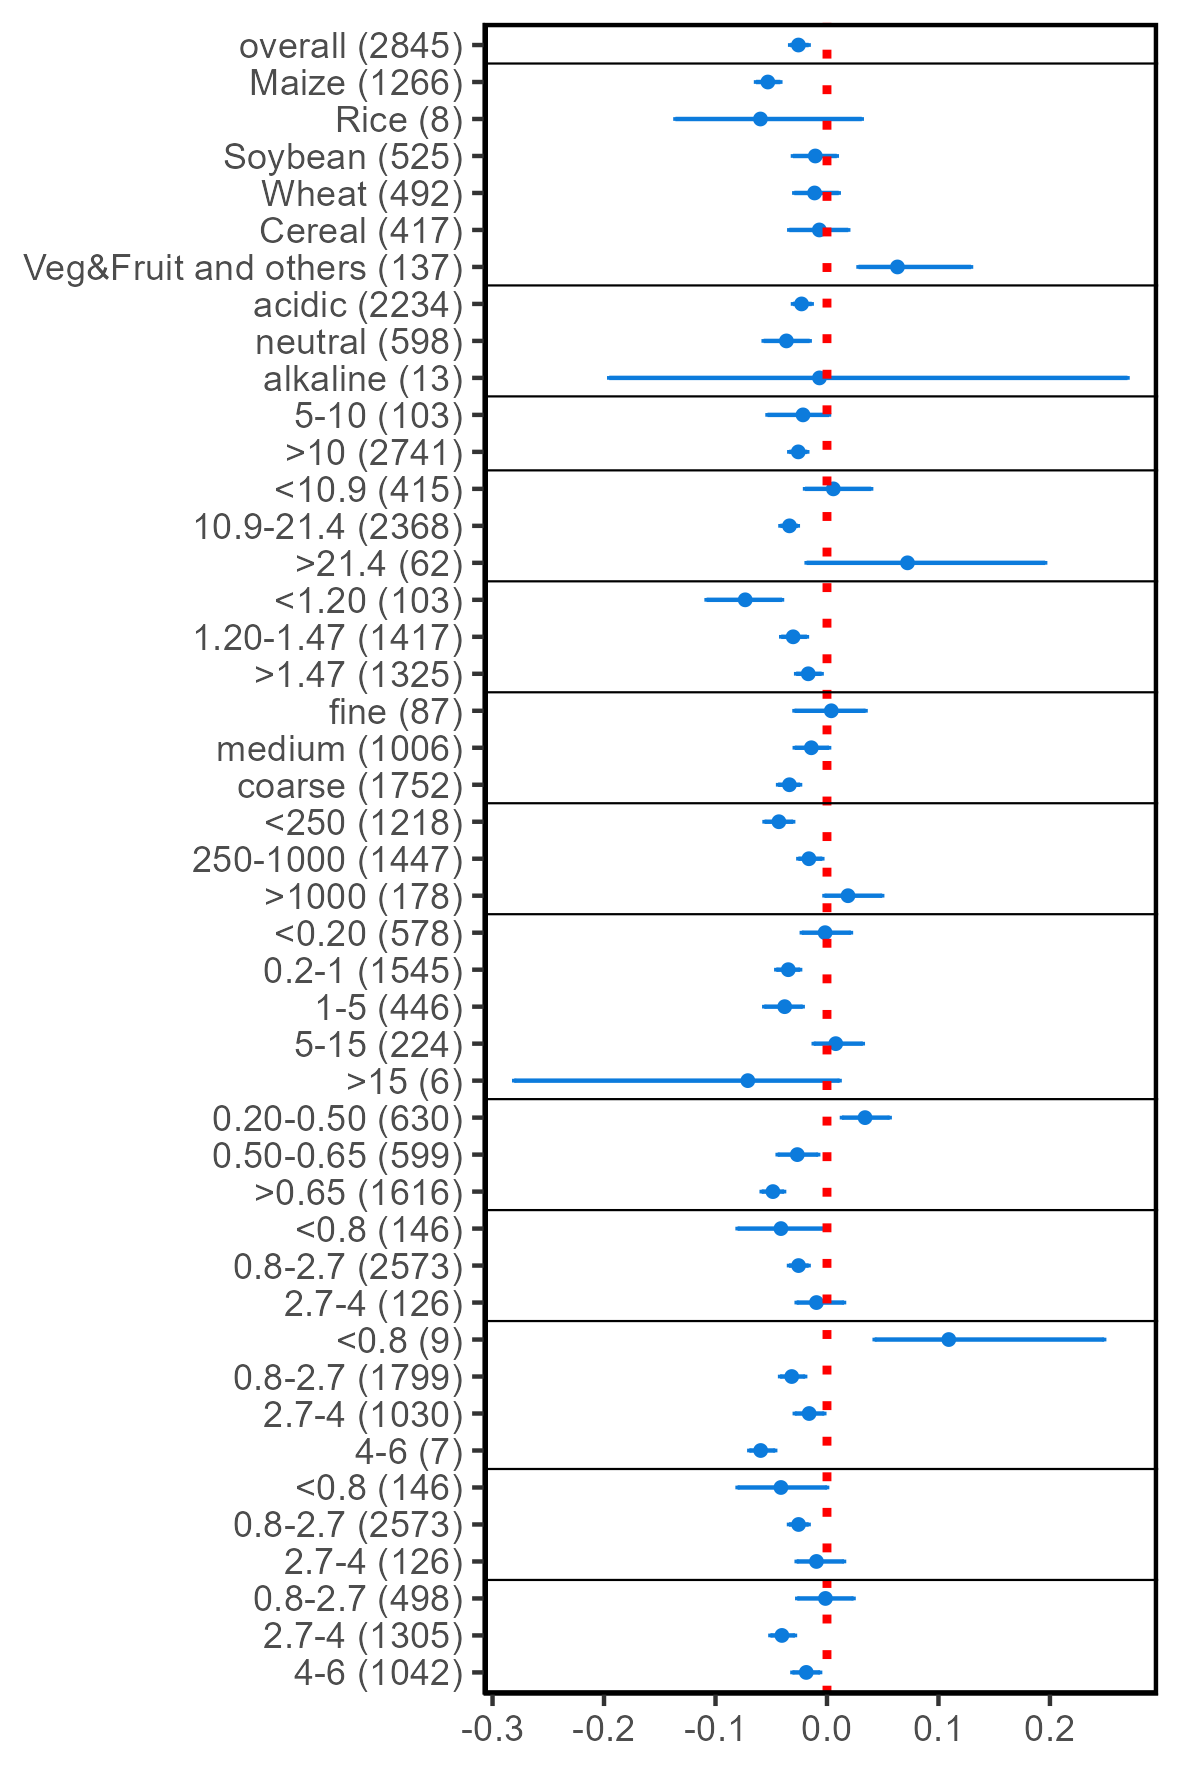 overall (2845)
Maize (1266)
Rice (8)
Soybean (525)
Wheat (492)
Cereal (417)
Veg&Fruit and others (137)
acidic (2234)
neutral (598)
alkaline (13)
5-10 (103)
>10 (2741)
<10.9 (415)
10.9-21.4 (2368)
>21.4 (62)
<1.20 (103)
1.20-1.47 (1417)
>1.47 (1325)
fine (87)
medium (1006)
coarse (1752)
<250 (1218)
250-1000 (1447)
>1000 (178)
<0.20 (578)
0.2-1 (1545)
1-5 (446)
5-15 (224)
>15 (6)
0.20-0.50 (630)
0.50-0.65 (599)
>0.65 (1616)
<0.8 (146)
0.8-2.7 (2573)
2.7-4 (126)
<0.8 (9)
0.8-2.7 (1799)
2.7-4 (1030)
4-6 (7)
<0.8 (146)
0.8-2.7 (2573)
2.7-4 (126)
0.8-2.7 (498)
2.7-4 (1305)
4-6 (1042)
-0.3 -0.2 -0.1 0.0 0.1 0.2